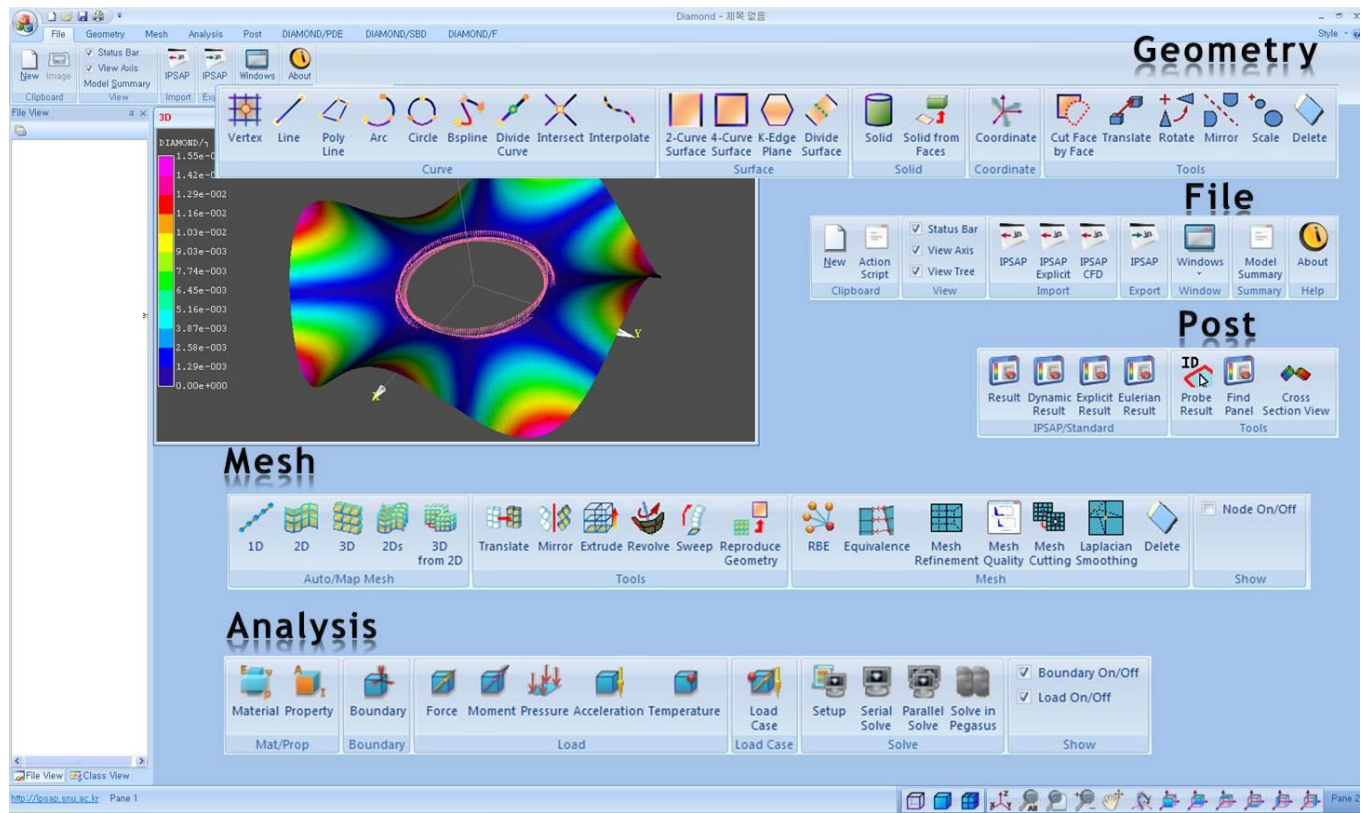 Diamond - 제목 없음
File Geometry Mesh Analysis Post DIAMOND/PDE DIAMOND/SBD DIAMOND/F Style
New Image Status Bar View Axis Model Summary IPSAP IPSAP Windows About
Clipboard View Import
Geometry
Vertex Line Poly Line Arc Circle Bspline Divide Curve Intersect Interpolate 2-Curve Surface 4-Curve Surface K-Edge Plane Divide Surface Solid Solid from Faces Coordinate Cut Face by Face Translate Rotate Mirror Scale Delete
Curve Surface Solid Coordinate Tools
File View
3D
1.29e-002
1.16e-002
1.03e-002
9.03e-003
7.74e-003
6.45e-003
5.16e-003
3.87e-003
2.58e-003
1.29e-003
0.00e+000
Y
X
File
New Action Script Status Bar View Axis View Tree IPSAP IPSAP Explicit IPSAP CFD IPSAP Windows Model Summary About
Clipboard View Import Export Window Summary Help
Post
ID
Result Dynamic Result Explicit Result Eulerian Result Probe Result Find Panel Cross Section View
IPSAP/Standard Tools
Mesh
1D 2D 3D 2Ds 3D from 2D Translate Mirror Extrude Revolve Sweep Reproduce Geometry RBE Equivalence Mesh Refinement Mesh Quality Mesh Cutting Laplacian Smoothing Delete Node On/Off
Auto/Map Mesh Tools Mesh Show
Analysis
Material Property Boundary Force Moment Pressure Acceleration Temperature Load Case Setup Serial Solve Parallel Solve Solve in Pegasus Boundary On/Off Load On/Off
Mat/Prop Boundary Load Load Case Solve Show
File View Class View
http://ipsap.snu.ac.kr Pane 1 Pane 2